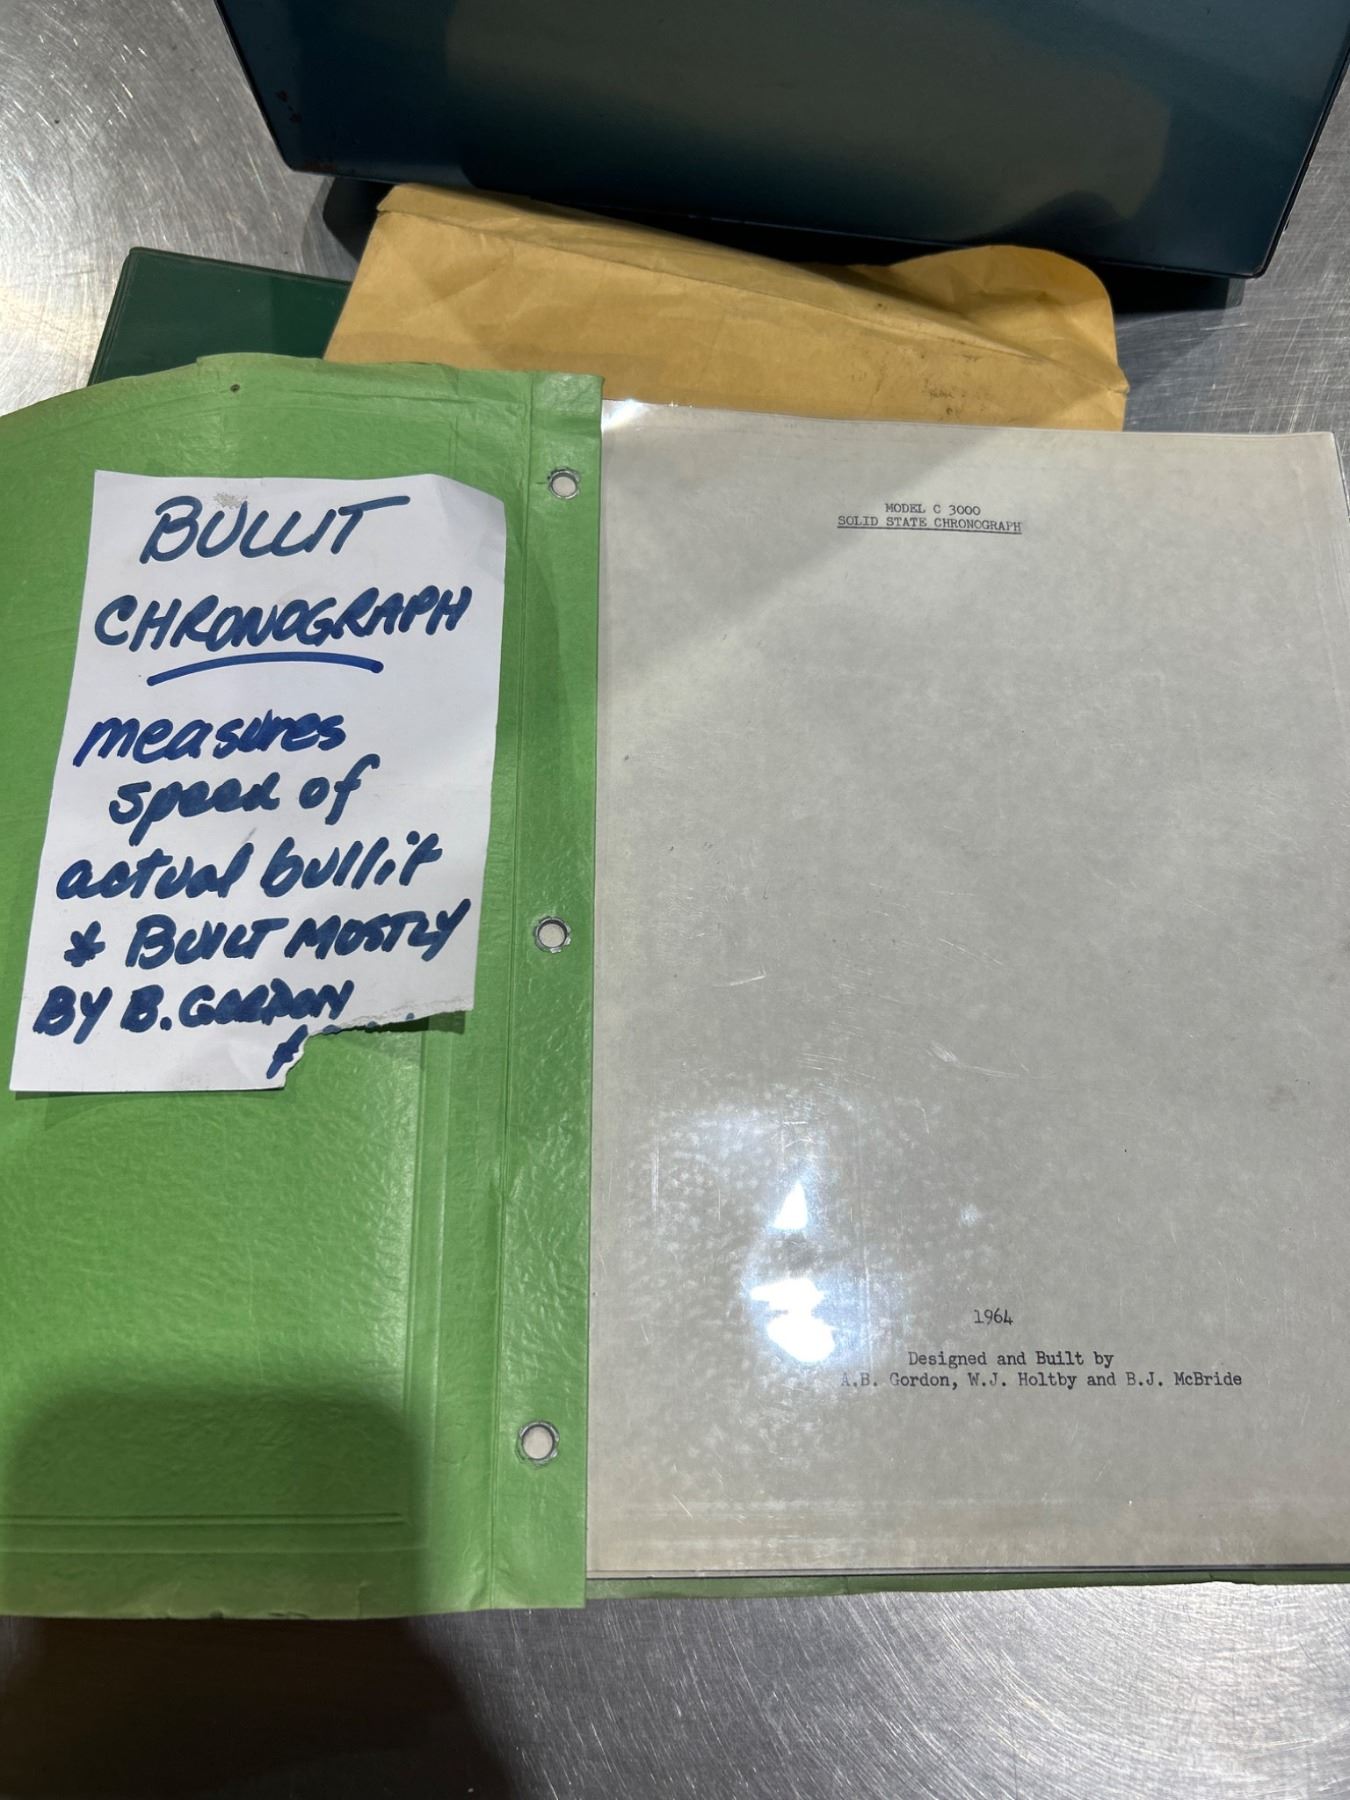 BULLIT
CHRONOGRAPH
measures
speed of
actual bullit
* BUILT MOSTLY
BY B. GORDON
MODEL C 3000
SOLID STATE CHRONOGRAPH
1964
Designed and Built by
A.B. Gordon, W.J. Holtby and B.J. McBride